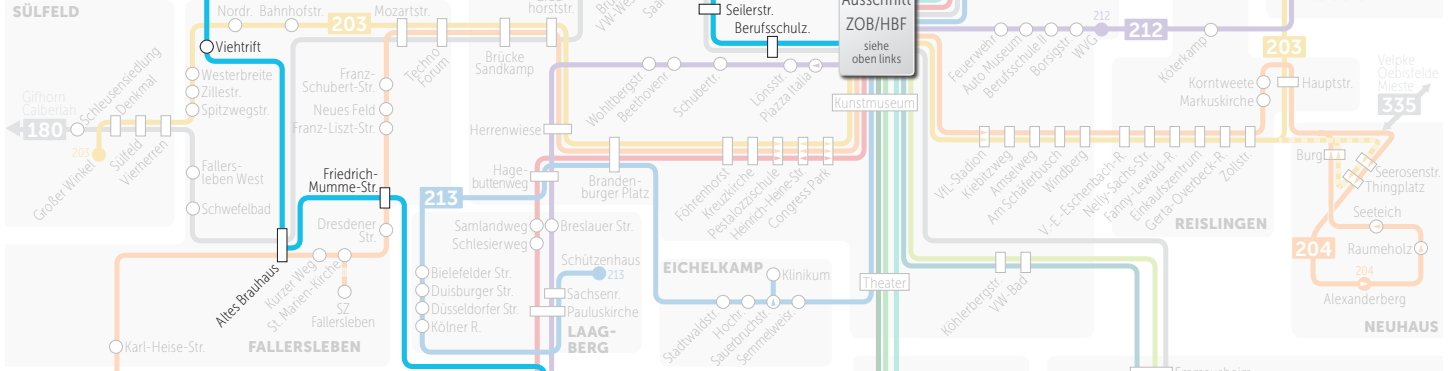 SÜLFELD
Nordr.
Bahnhofstr.
203
Mozartstr.
horststr.
Seilerstr.
Berufsschulz.
Ausschnitt
ZOB/HBF
siehe
oben links
212
212
203
Viehtrift
Westerbreite
Zillestr.
Spitzwegstr.
Schleusensiedlung
Denkmal
Sülfeld
Vierherren
Gifhorn
Calberlah
180
203
Großer Winkel
Fallers-
leben West
Schwefelbad
Franz-
Schubert-Str.
Neues Feld
Franz-Liszt-Str.
Techno
Forum
Brücke
Sandkamp
Friedrich-
Mumme-Str.
Dresdener
Str.
Altes Brauhaus
Kurzer Weg
St. Marien-Kirche
SZ
Fallersleben
Karl-Heise-Str.
FALLERSLEBEN
Herrenwiese
Hage-
buttenweg
213
Samlandweg
Schlesierweg
Bielefelder Str.
Duisburger Str.
Düsseldorfer Str.
Kölner R.
Breslauer Str.
Schützenhaus
213
Sachsenr.
Pauluskirche
LAAG-
BERG
Wohltbergstr.
Beethovenr.
Schubertr.
Lönsstr.
Piazza Italia
Kunstmuseum
Branden-
burger Platz
Föhrenhorst
Kreuzkirche
Pestalozzischule
Heinrich-Heine-Str.
Congress Park
EICHELKAMP
Klinikum
Stadtwaldstr.
Hochr.
Sauerbruchstr.
Semmelweisr.
Theater
Feuerwehr
Auto Museum
Berufsschule II
Borsigstr.
WVG
Köterkamp
Korntweete
Markuskirche
Hauptstr.
Velpke
Oebisfelde
Mieste
335
VfL-Stadion
Kiebitzweg
Amselweg
Am Schäferbusch
Windberg
V.-E.-Eschenbach-R.
Nelly-Sachs-Str.
Fanny-Lewald-R.
Einkaufszentrum
Gerta-Overbeck-R.
Zollstr.
REISLINGEN
Köhlerbergstr.
VW-Bad
Burg
Seerosenstr.
Thingplatz
Seeteich
204
Raumeholz
204
Alexanderberg
NEUHAUS